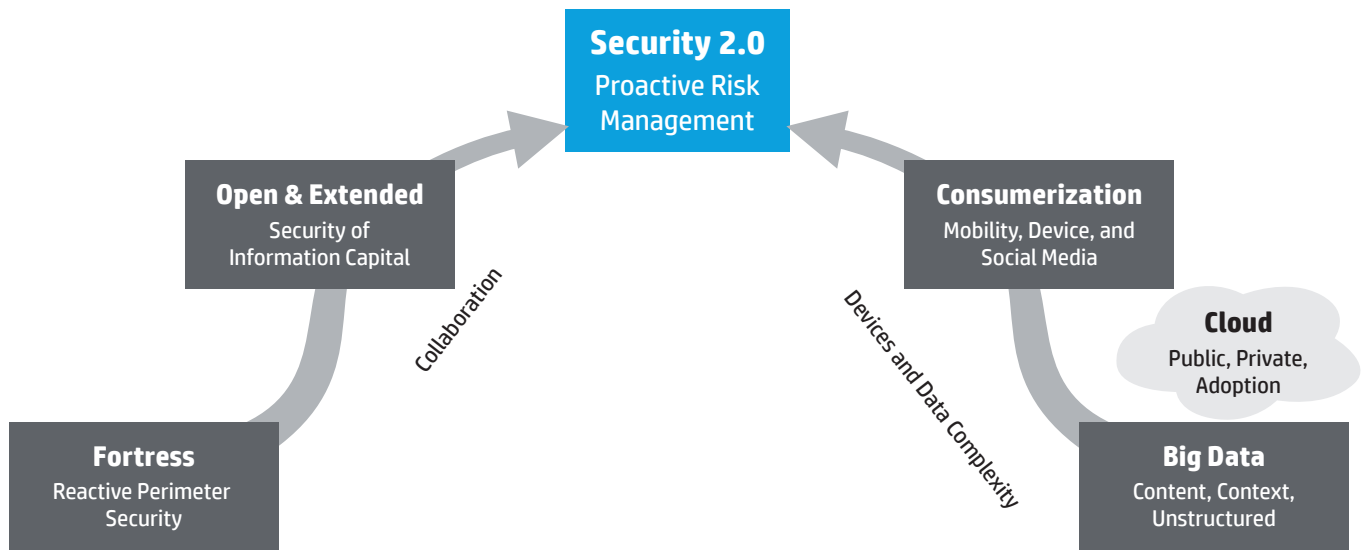 Security 2.0
Proactive Risk
Management
Open & Extended
Security of
Information Capital
Consumerization
Mobility, Device, and
Social Media
Collaboration
Devices and Data Complexity
Cloud
Public, Private,
Adoption
Fortress
Reactive Perimeter
Security
Big Data
Content, Context,
Unstructured